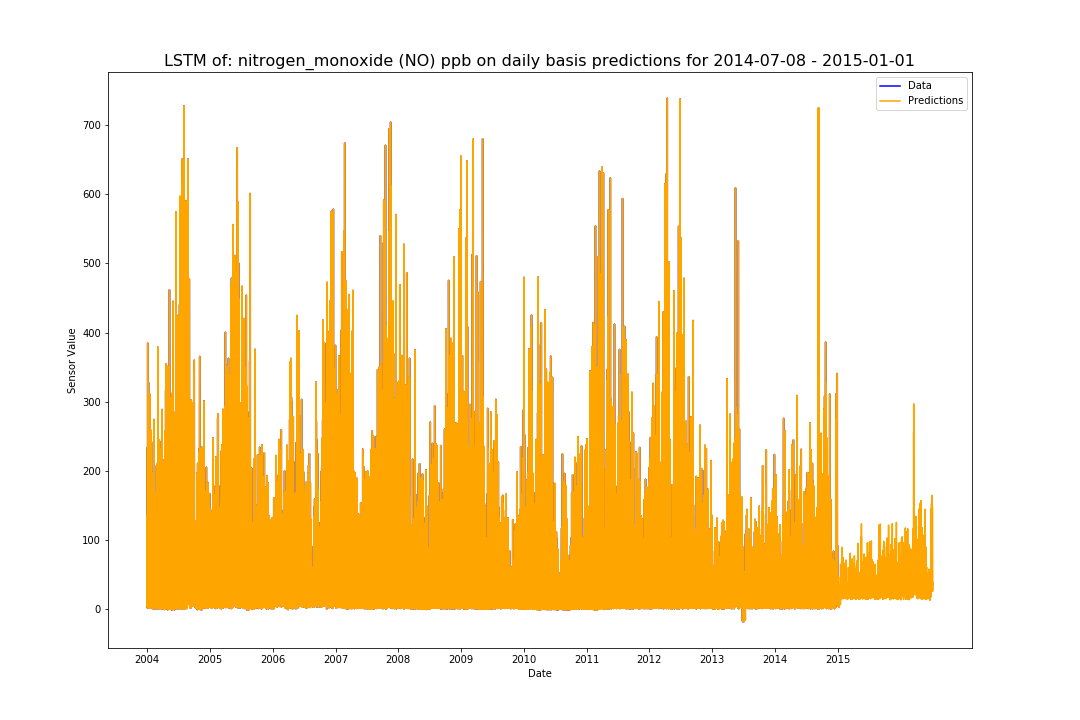 LSTM of: nitrogen_monoxide (NO) ppb on daily basis predictions for 2014-07-08 - 2015-01-01
Data
Predictions
700
600
500
400
300
200
100
0
Sensor Value
2004 2005 2006 2007 2008 2009 2010 2011 2012 2013 2014 2015
Date